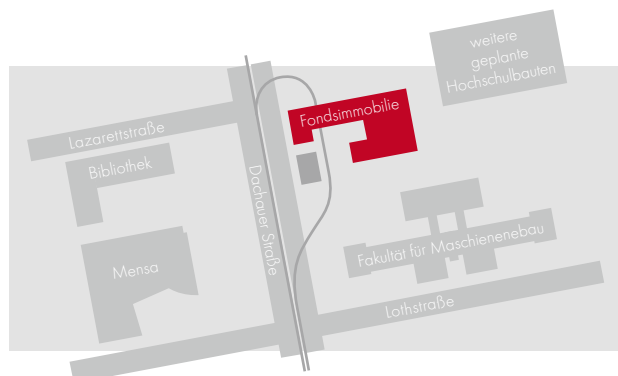 weitere
geplante
Hochschulbauten
Fondsimmobilie
Lazarettstraße
Bibliothek
Dachauer Straße
Mensa
Fakultät für Maschienenebau
Lothstraße